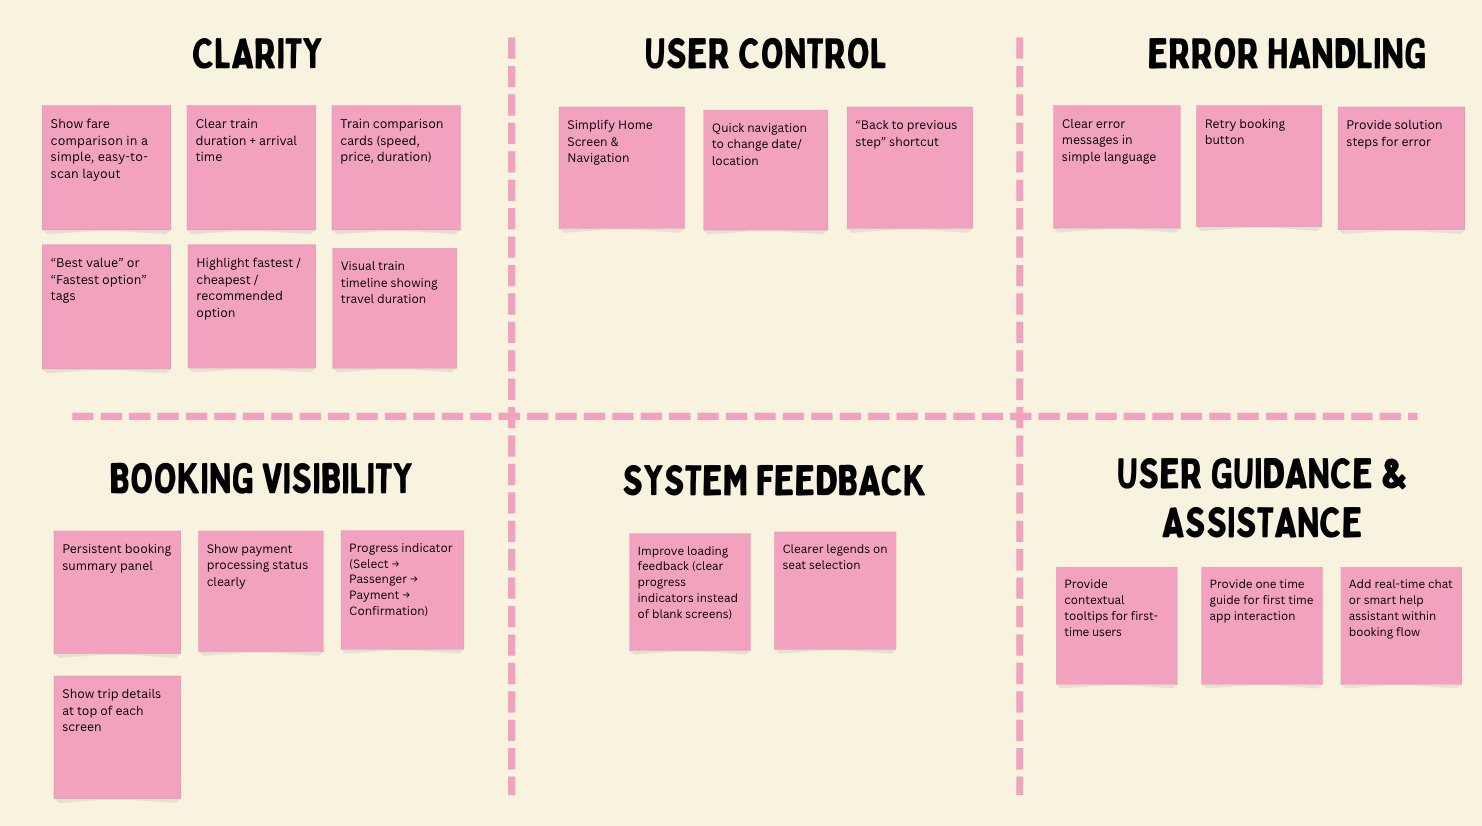 CLARITY
Show fare
comparison in a
simple, easy-to-
scan layout
Clear train
duration + arrival
time
Train comparison
cards (speed,
price, duration)
“Best value” or
“Fastest option”
tags
Highlight fastest /
cheapest /
recommended
option
Visual train
timeline showing
travel duration
USER CONTROL
Simplify Home
Screen &
Navigation
Quick navigation
to change date/
location
“Back to previous
step” shortcut
ERROR HANDLING
Clear error
messages in
simple language
Retry booking
button
Provide solution
steps for error
BOOKING VISIBILITY
Persistent booking
summary panel
Show payment
processing status
clearly
Progress indicator
(Select →
Passenger →
Payment →
Confirmation)
Show trip details
at top of each
screen
SYSTEM FEEDBACK
Improve loading
feedback (clear
progress
indicators instead
of blank screens)
Clearer legends on
seat selection
USER GUIDANCE &
ASSISTANCE
Provide
contextual
tooltips for first-
time users
Provide one time
guide for first time
app interaction
Add real-time chat
or smart help
assistant within
booking flow